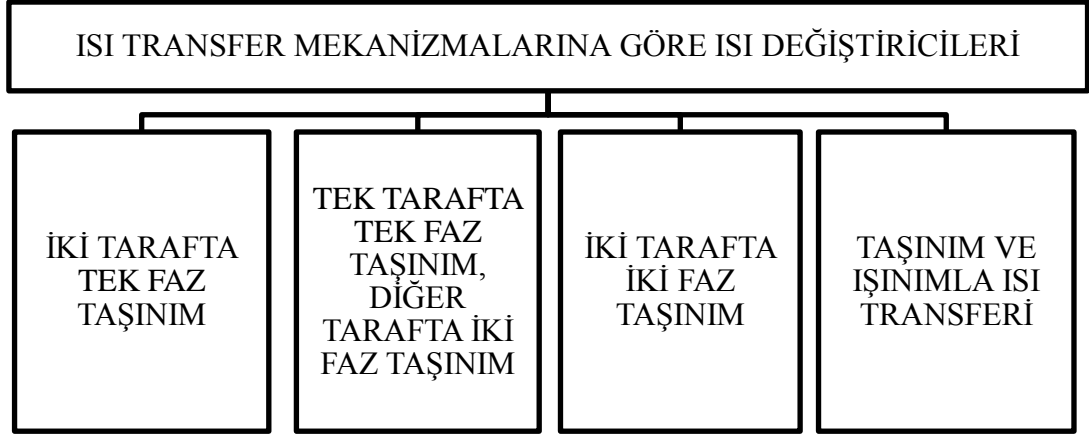 ISI TRANSFER MEKANİZMALARINA GÖRE ISI DEĞİŞTİRİCİLERİ
İKİ TARAFTA
TEK FAZ
TAŞINIM
TEK TARAFTA
TEK FAZ
TAŞINIM,
DİĞER
TARAFTA İKİ
FAZ TAŞINIM
İKİ TARAFTA
İKİ FAZ
TAŞINIM
TAŞINIM VE
IŞINIMLA ISI
TRANSFERİ